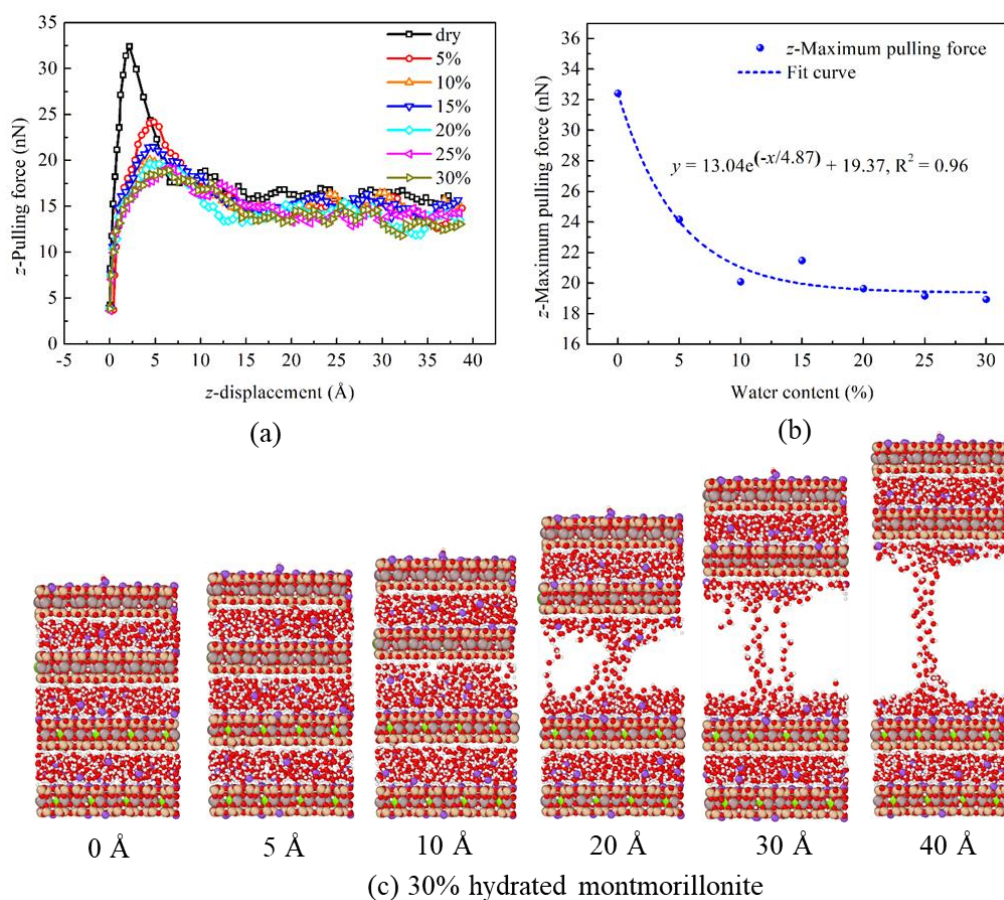 35
30
25
20
15
10
5
0
-5 0 5 10 15 20 25 30 35 40
z-Pulling force (nN)
z-displacement (Å)
dry
5%
10%
15%
20%
25%
30%
(a)
36
34
32
30
28
26
24
22
20
18
16
0 5 10 15 20 25 30
z-Maximum pulling force (nN)
Water content (%)
z-Maximum pulling force
Fit curve
y = 13.04e(-x/4.87) + 19.37, R² = 0.96
(b)
0 Å 5 Å 10 Å 20 Å 30 Å 40 Å
(c) 30% hydrated montmorillonite